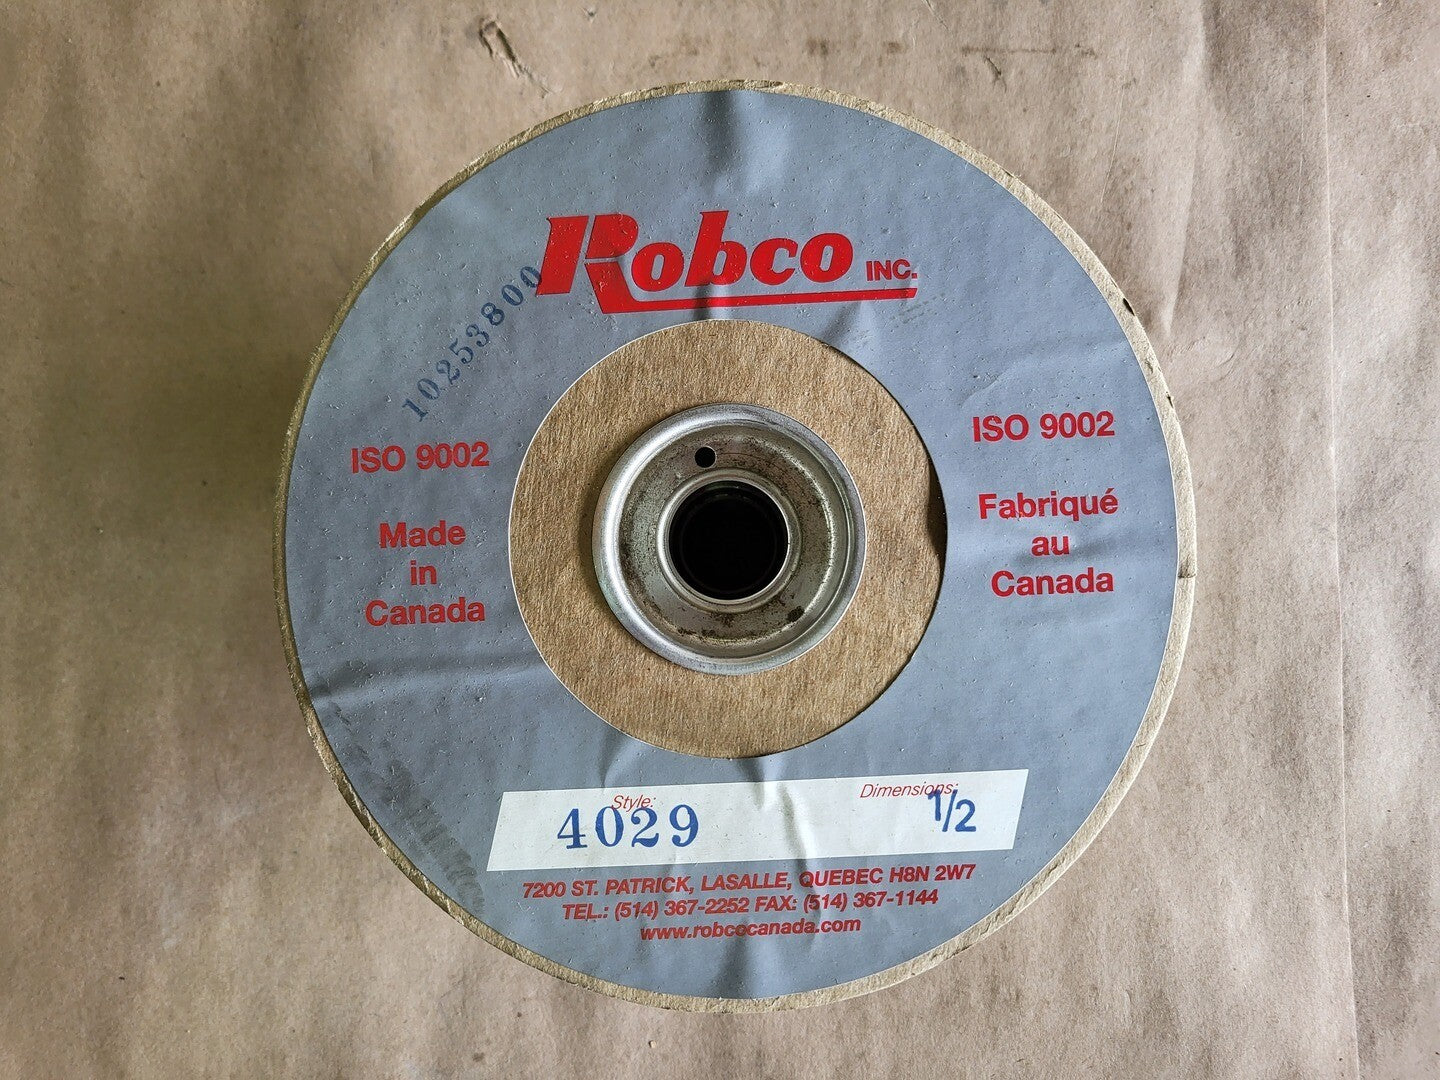 Robco INC.
10253800
ISO 9002
Made
in
Canada
ISO 9002
Fabriqué
au
Canada
Style:
4029
Dimensions:
1/2
7200 ST. PATRICK, LASALLE, QUEBEC H8N 2W7
TEL.: (514) 367-2252 FAX: (514) 367-1144
www.robcocanada.com